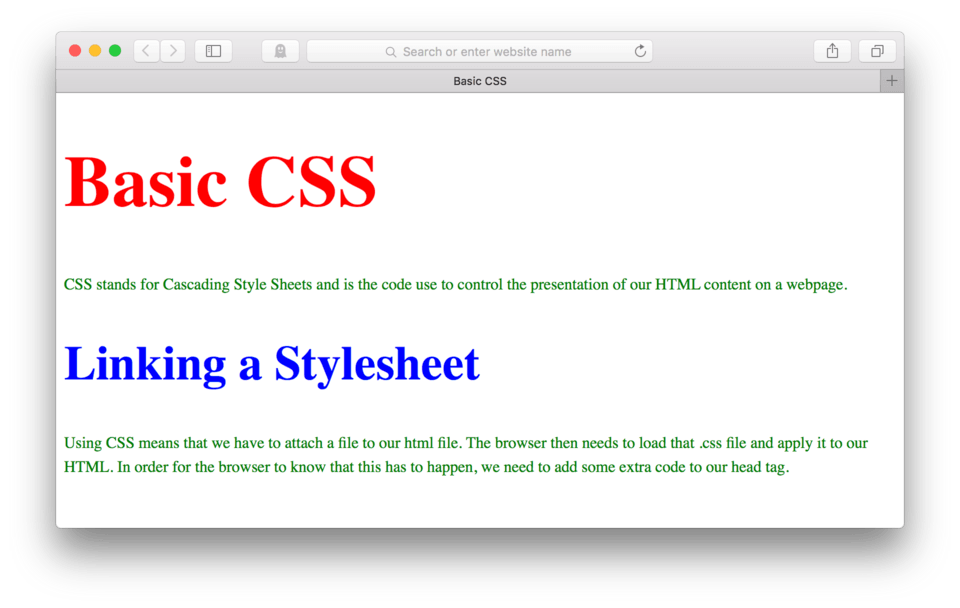 Search or enter website name
Basic CSS
Basic CSS
CSS stands for Cascading Style Sheets and is the code use to control the presentation of our HTML content on a webpage.
Linking a Stylesheet
Using CSS means that we have to attach a file to our html file. The browser then needs to load that .css file and apply it to our
HTML. In order for the browser to know that this has to happen, we need to add some extra code to our head tag.